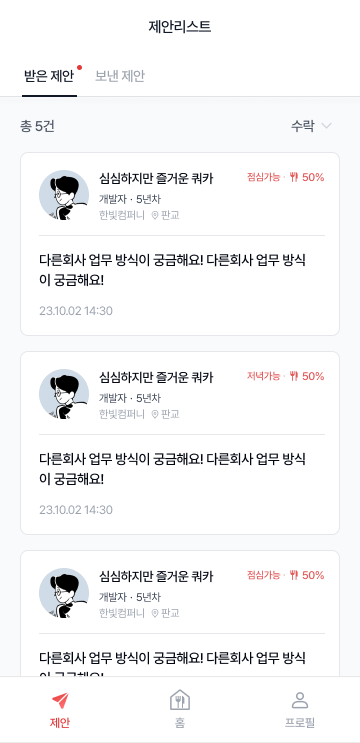 제안리스트
받은 제안 보낸 제안
총 5건 수락
심심하지만 즐거운 쿼카 점심가능 · 50%
개발자 · 5년차
한빛컴퍼니 판교
다른회사 업무 방식이 궁금해요! 다른회사 업무 방식
이 궁금해요!
23.10.02 14:30
심심하지만 즐거운 쿼카 저녁가능 · 50%
개발자 · 5년차
한빛컴퍼니 판교
다른회사 업무 방식이 궁금해요! 다른회사 업무 방식
이 궁금해요!
23.10.02 14:30
심심하지만 즐거운 쿼카 점심가능 · 50%
개발자 · 5년차
한빛컴퍼니 판교
다른회사 업무 방식이 궁금해요! 다른회사 업무 방식
제안 홈 프로필